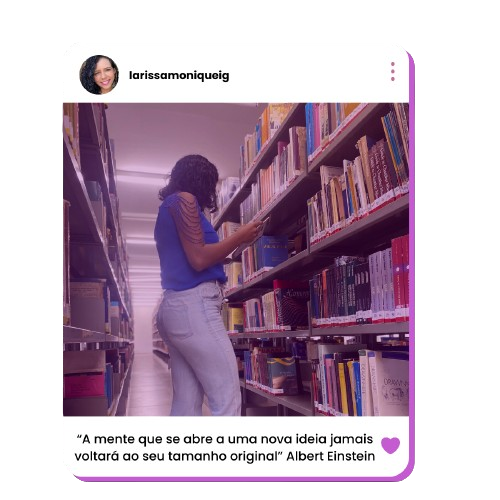 larissamoniqueig
“A mente que se abre a uma nova ideia jamais
voltará ao seu tamanho original” Albert Einstein